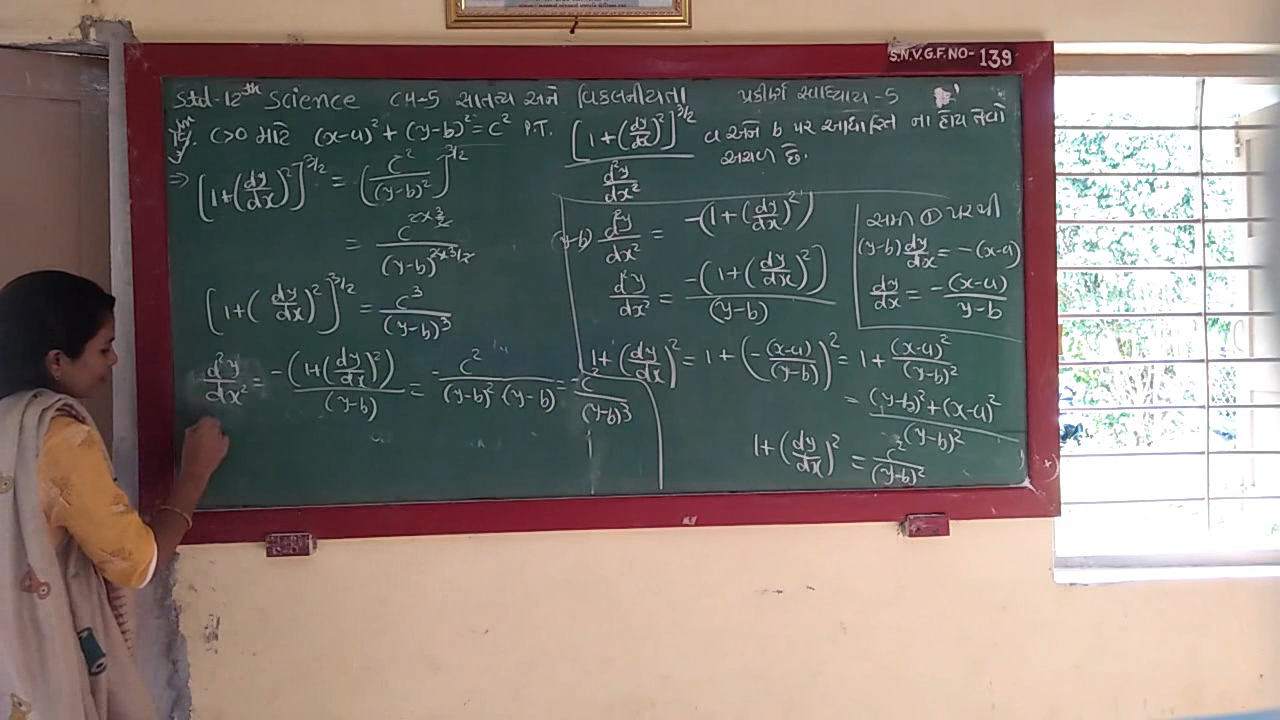 S.N.V.G.F.NO- 139
Std-12th Science CH-5 સાતત્ય અને વિકલનીયતા પ્રકીર્ણ સ્વાધ્યાય-5
15. C>0 માટે (x-a)² + (y-b)² = c² P.T. [1+(dy/dx)²]^3/2 / d²y/dx² a અને b પર આધારિત ના હોય તેવો
અચળ છે.
⇒ [1+(dy/dx)²]^3/2 = (c²/(y-b)²)^3/2
= c^2×3/2 / (y-b)^2×3/2
[1+(dy/dx)²]^3/2 = c³/(y-b)³
d²y/dx² = -(1+(dy/dx)²)/(y-b) = -c²/(y-b)²·(y-b) = -c²/(y-b)³
(y-b) d²y/dx² = -(1+(dy/dx)²)
d²y/dx² = -(1+(dy/dx)²)/(y-b)
સમી ① પરથી
(y-b) dy/dx = -(x-a)
dy/dx = -(x-a)/y-b
1+(dy/dx)² = 1+(-(x-a)/(y-b))² = 1+(x-a)²/(y-b)²
= (y-b)²+(x-a)²/(y-b)²
1+(dy/dx)² = c²/(y-b)²